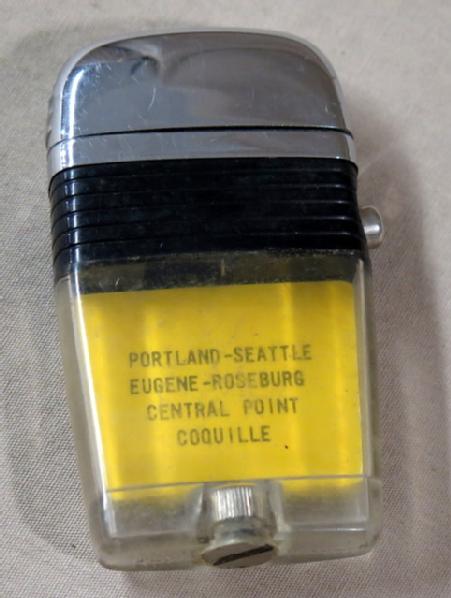 PORTLAND-SEATTLE
EUGENE-ROSEBURG
CENTRAL POINT
COQUILLE